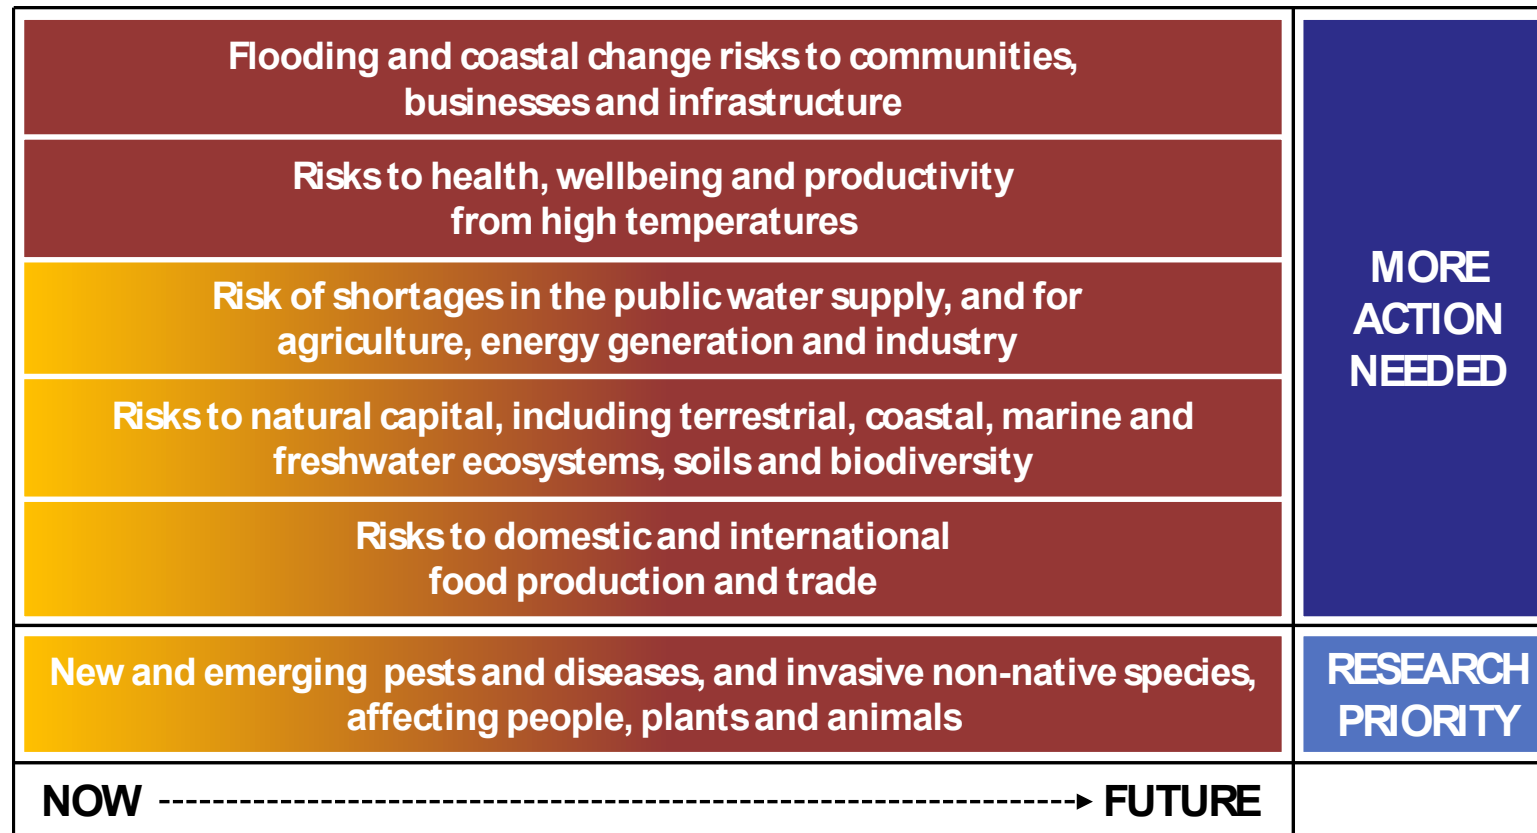 Flooding and coastal change risks to communities,
businesses and infrastructure
Risks to health, wellbeing and productivity
from high temperatures
Risk of shortages in the public water supply, and for
agriculture, energy generation and industry
Risks to natural capital, including terrestrial, coastal, marine and
freshwater ecosystems, soils and biodiversity
Risks to domestic and international
food production and trade
MORE
ACTION
NEEDED
New and emerging pests and diseases, and invasive non-native species,
affecting people, plants and animals
RESEARCH
PRIORITY
NOW FUTURE